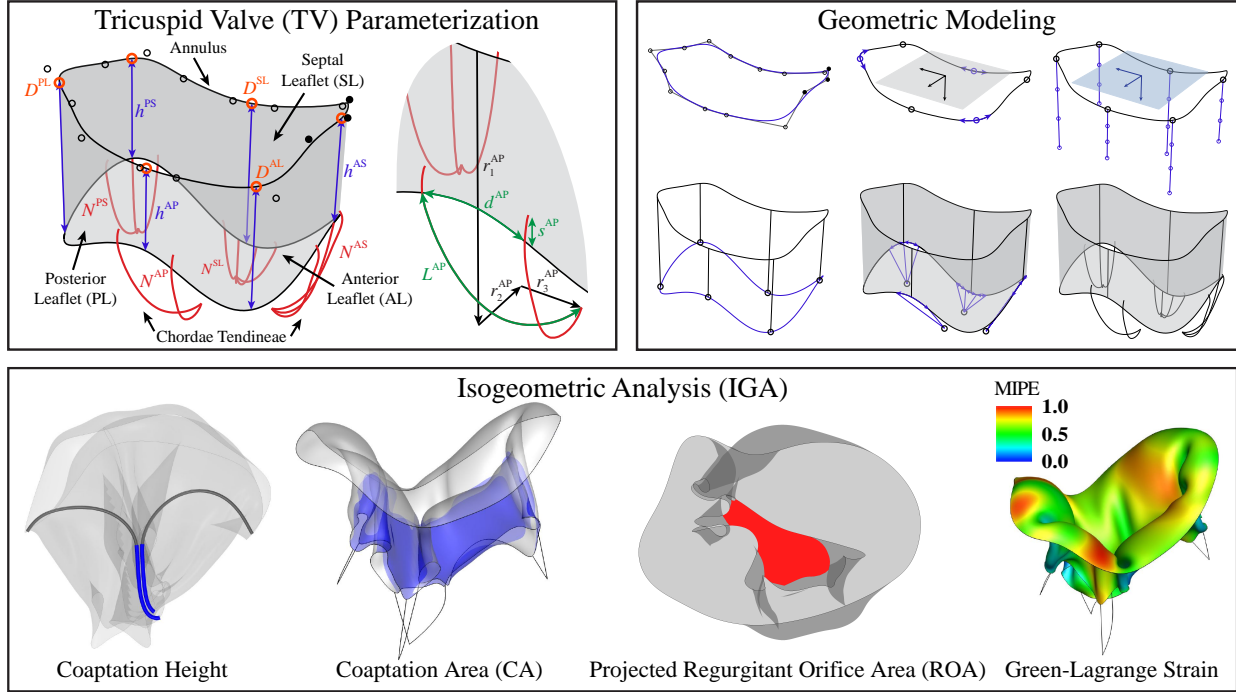 Tricuspid Valve (TV) Parameterization
Annulus
Septal
Leaflet (SL)
D^PL
D^SL
h^PS
D^AL
h^AS
h^AP
N^PS
N^AP
N^SL
N^AS
Posterior
Leaflet (PL)
Anterior
Leaflet (AL)
Chordae Tendineae
r_1^AP
d^AP
s^AP
L^AP
r_2^AP
r_3^AP
Geometric Modeling
Isogeometric Analysis (IGA)
MIPE
1.0
0.5
0.0
Coaptation Height
Coaptation Area (CA)
Projected Regurgitant Orifice Area (ROA)
Green-Lagrange Strain